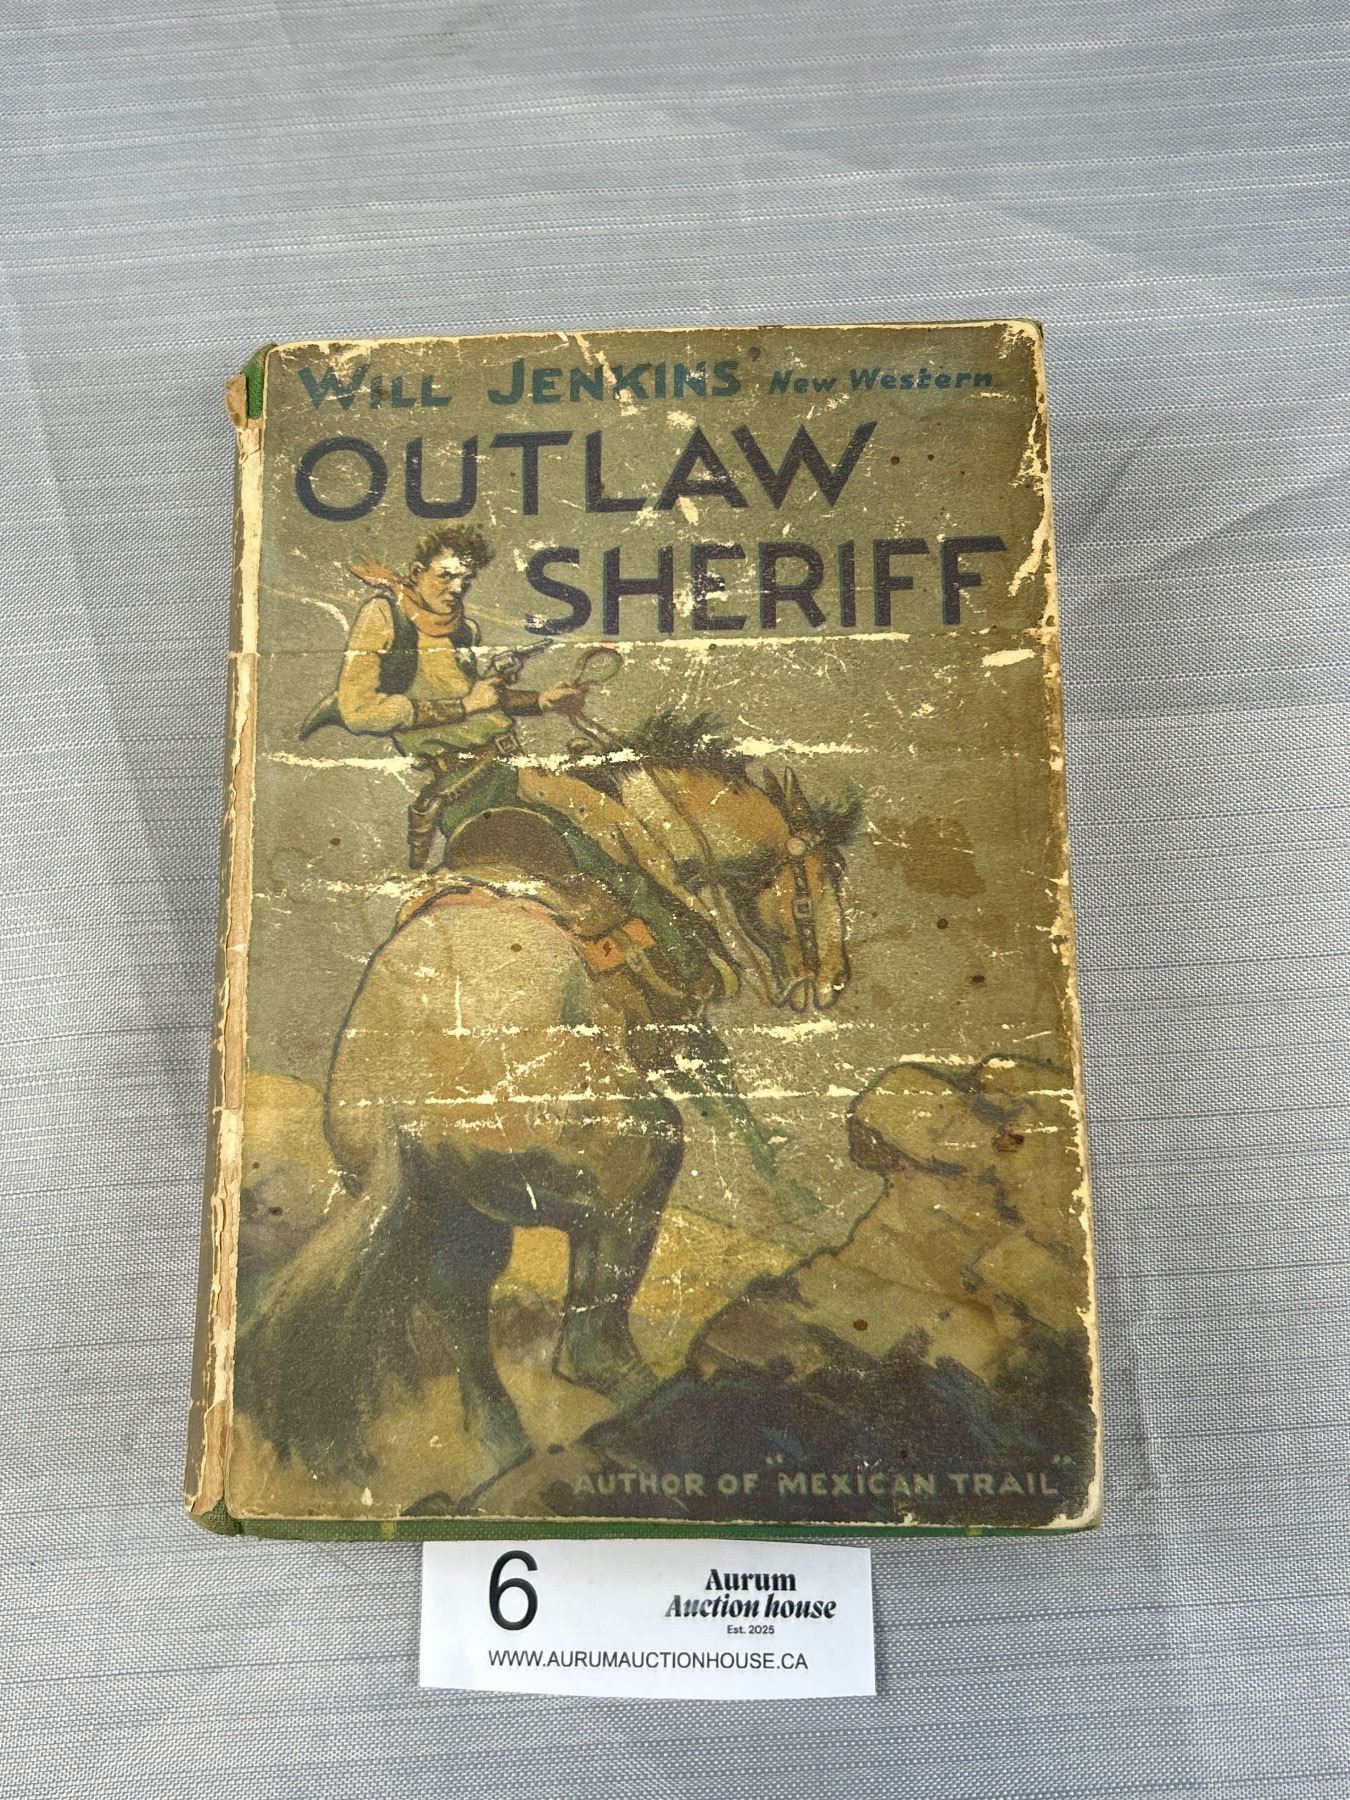 WILL JENKINS' New Western
OUTLAW
SHERIFF
AUTHOR OF "MEXICAN TRAIL"
6
Aurum
Auction house
Est. 2025
WWW.AURUMAUCTIONHOUSE.CA